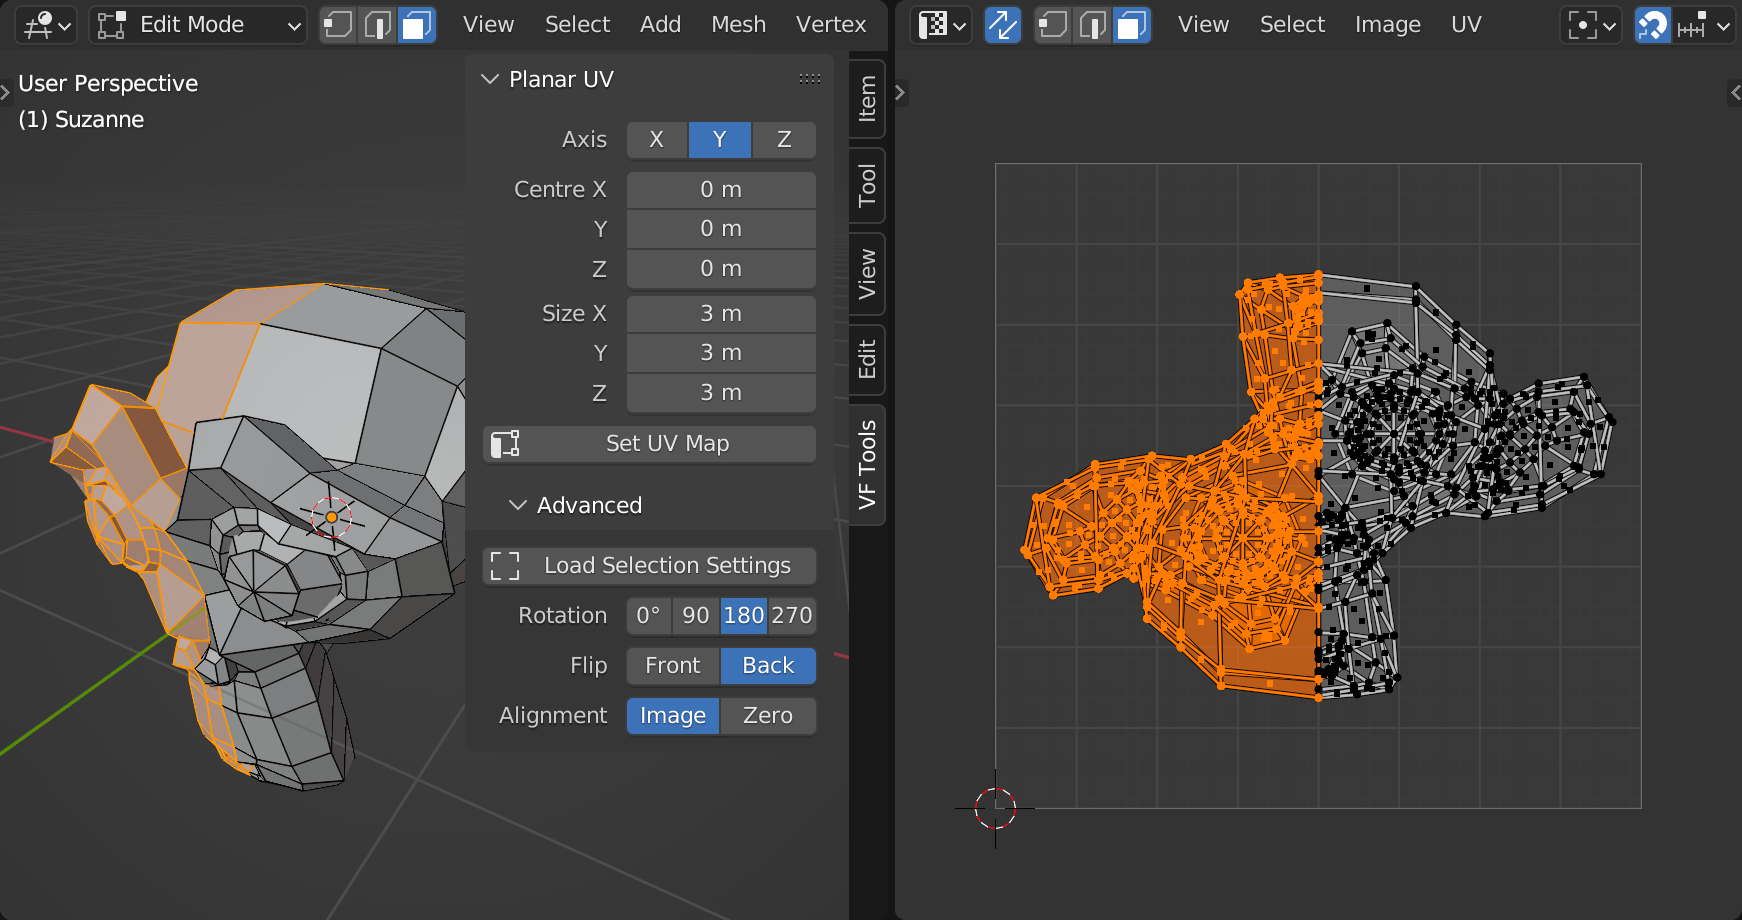 Edit Mode
View Select Add Mesh Vertex
View Select Image UV
User Perspective
(1) Suzanne
Planar UV
Axis X Y Z
Centre X 0 m
Y 0 m
Z 0 m
Size X 3 m
Y 3 m
Z 3 m
Set UV Map
Advanced
Load Selection Settings
Rotation 0° 90 180 270
Flip Front Back
Alignment Image Zero
Item
Tool
View
Edit
VF Tools